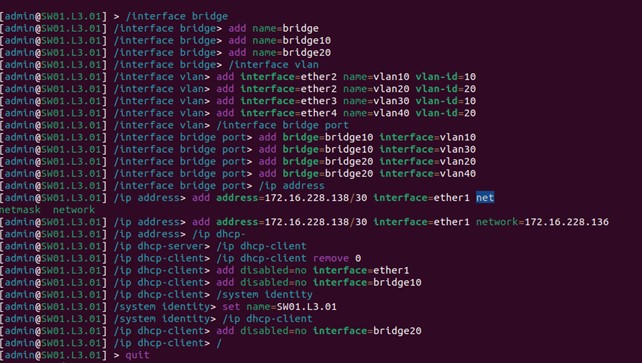 [admin@SW01.L3.01] > /interface bridge
[admin@SW01.L3.01] /interface bridge> add name=bridge
[admin@SW01.L3.01] /interface bridge> add name=bridge10
[admin@SW01.L3.01] /interface bridge> add name=bridge20
[admin@SW01.L3.01] /interface bridge> /interface vlan
[admin@SW01.L3.01] /interface vlan> add interface=ether2 name=vlan10 vlan-id=10
[admin@SW01.L3.01] /interface vlan> add interface=ether2 name=vlan20 vlan-id=20
[admin@SW01.L3.01] /interface vlan> add interface=ether3 name=vlan30 vlan-id=10
[admin@SW01.L3.01] /interface vlan> add interface=ether4 name=vlan40 vlan-id=20
[admin@SW01.L3.01] /interface vlan> /interface bridge port
[admin@SW01.L3.01] /interface bridge port> add bridge=bridge10 interface=vlan10
[admin@SW01.L3.01] /interface bridge port> add bridge=bridge10 interface=vlan30
[admin@SW01.L3.01] /interface bridge port> add bridge=bridge20 interface=vlan20
[admin@SW01.L3.01] /interface bridge port> add bridge=bridge20 interface=vlan40
[admin@SW01.L3.01] /interface bridge port> /ip address
[admin@SW01.L3.01] /ip address> add address=172.16.228.138/30 interface=ether1 net
netmask  network
[admin@SW01.L3.01] /ip address> add address=172.16.228.138/30 interface=ether1 network=172.16.228.136
[admin@SW01.L3.01] /ip address> /ip dhcp-
[admin@SW01.L3.01] /ip dhcp-server> /ip dhcp-client
[admin@SW01.L3.01] /ip dhcp-client> /ip dhcp-client remove 0
[admin@SW01.L3.01] /ip dhcp-client> add disabled=no interface=ether1
[admin@SW01.L3.01] /ip dhcp-client> add disabled=no interface=bridge10
[admin@SW01.L3.01] /ip dhcp-client> /system identity
[admin@SW01.L3.01] /system identity> set name=SW01.L3.01
[admin@SW01.L3.01] /system identity> /ip dhcp-client
[admin@SW01.L3.01] /ip dhcp-client> add disabled=no interface=bridge20
[admin@SW01.L3.01] /ip dhcp-client> /
[admin@SW01.L3.01] > quit